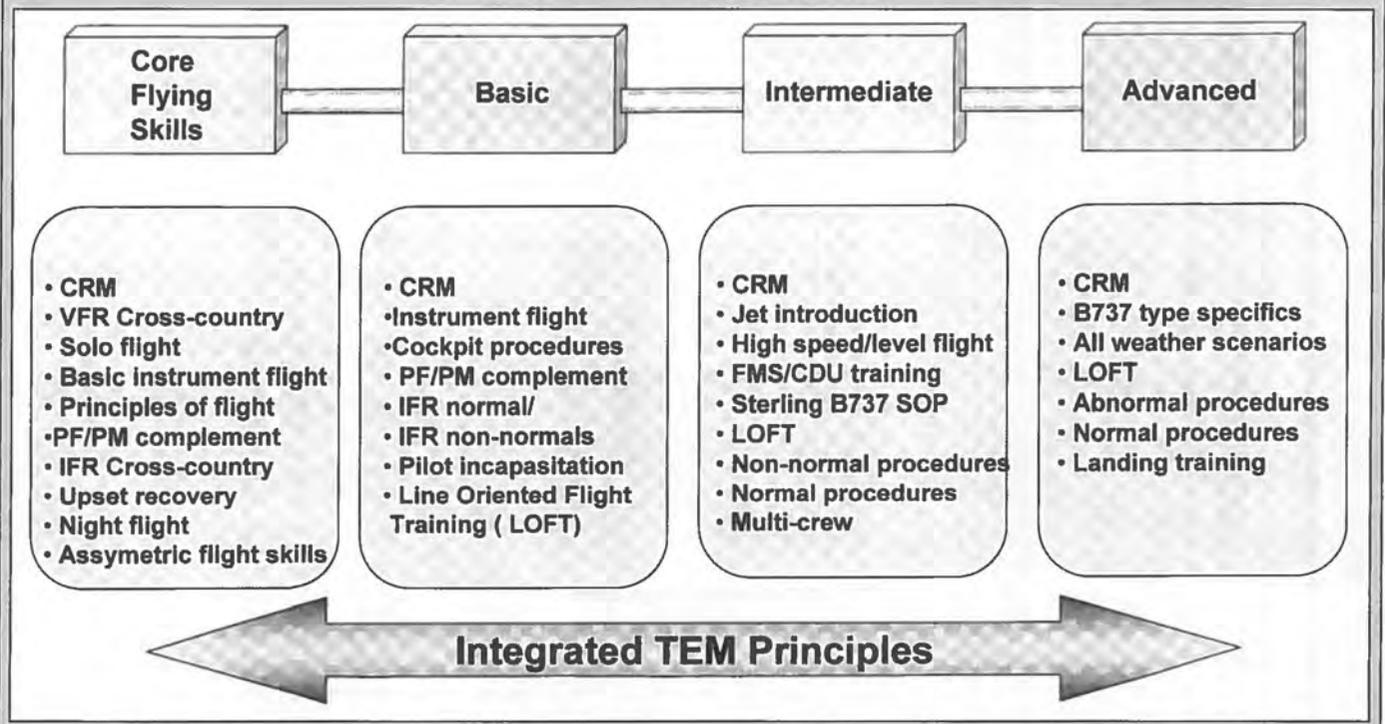 Core
Flying
Skills
Basic
Intermediate
Advanced
• CRM
• VFR Cross-country
• Solo flight
• Basic instrument flight
• Principles of flight
•PF/PM complement
• IFR Cross-country
• Upset recovery
• Night flight
• Assymetric flight skills
• CRM
•Instrument flight
•Cockpit procedures
• PF/PM complement
• IFR normal/
• IFR non-normals
• Pilot incapasitation
• Line Oriented Flight
Training ( LOFT)
• CRM
• Jet introduction
• High speed/level flight
• FMS/CDU training
• Sterling B737 SOP
• LOFT
• Non-normal procedures
• Normal procedures
• Multi-crew
• CRM
• B737 type specifics
• All weather scenarios
• LOFT
• Abnormal procedures
• Normal procedures
• Landing training
Integrated TEM Principles